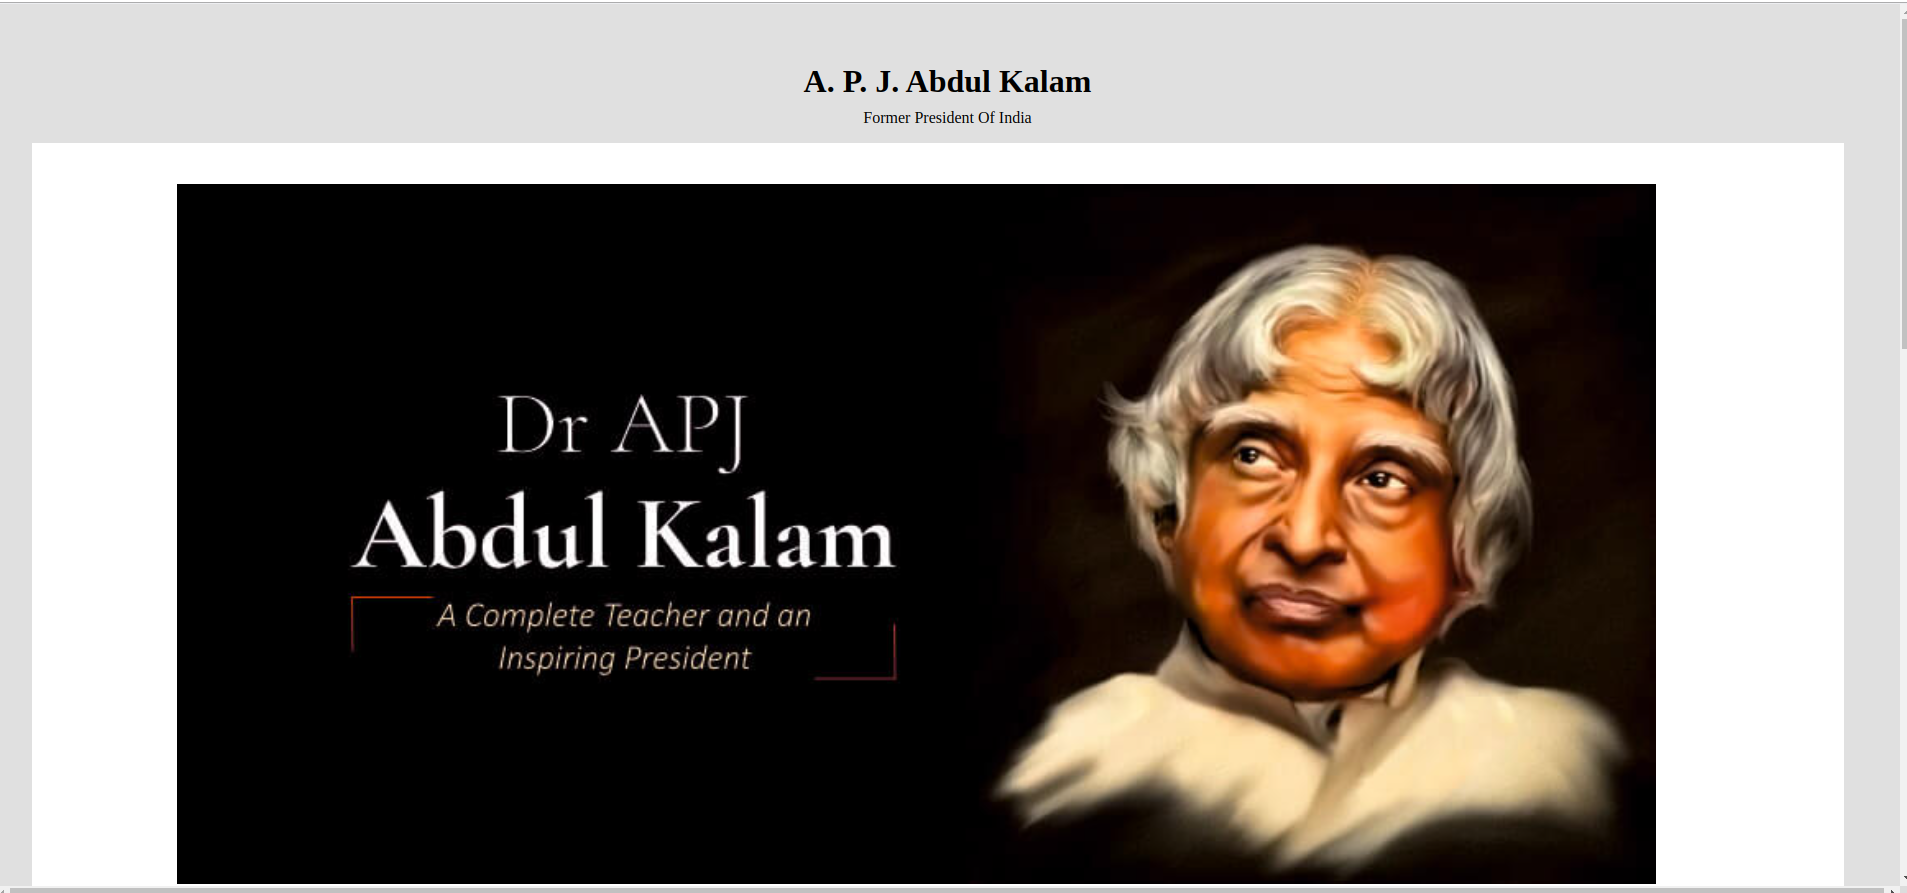 A. P. J. Abdul Kalam
Former President Of India
Dr APJ
Abdul Kalam
A Complete Teacher and an
Inspiring President